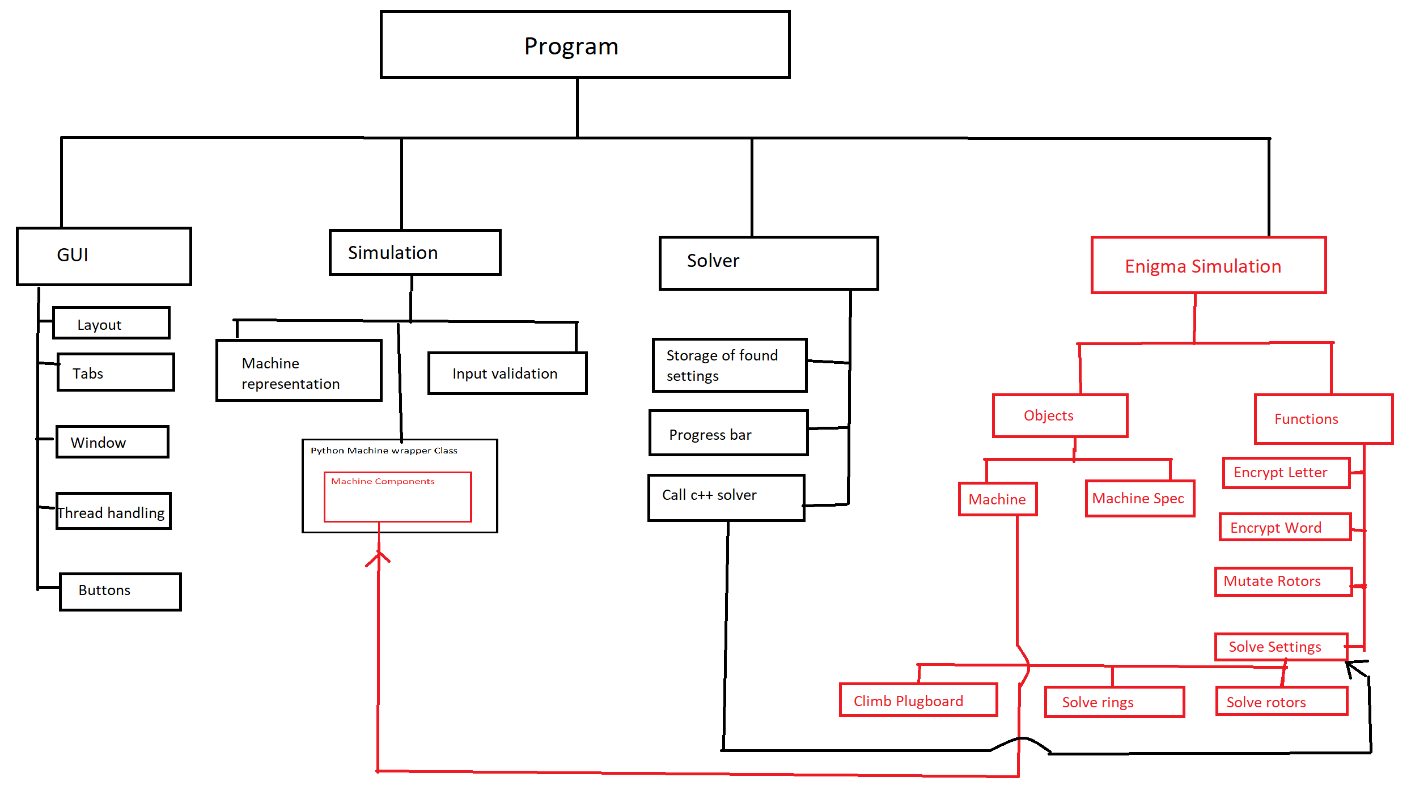 Program
GUI
Layout
Tabs
Window
Thread handling
Buttons
Simulation
Machine
representation
Input validation
Python Machine wrapper Class
Machine Components
Solver
Storage of found
settings
Progress bar
Call c++ solver
Enigma Simulation
Objects
Machine
Machine Spec
Functions
Encrypt Letter
Encrypt Word
Mutate Rotors
Solve Settings
Climb Plugboard
Solve rings
Solve rotors